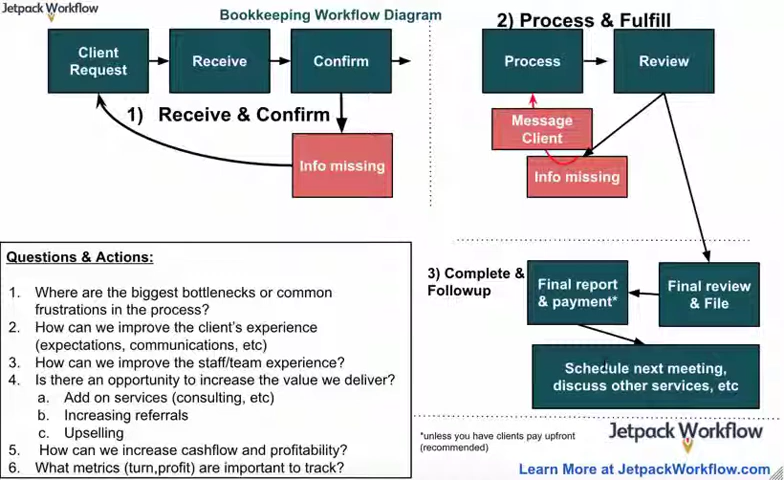 Jetpack Workflow
Bookkeeping Workflow Diagram
Client
Request
Receive
Confirm
1) Receive & Confirm
Info missing
2) Process & Fulfill
Process
Review
Message
Client
Info missing
3) Complete &
Followup
Final report
& payment*
Final review
& File
Schedule next meeting,
discuss other services, etc
Questions & Actions:
1. Where are the biggest bottlenecks or common
frustrations in the process?
2. How can we improve the client's experience
(expectations, communications, etc)
3. How can we improve the staff/team experience?
4. Is there an opportunity to increase the value we deliver?
a. Add on services (consulting, etc)
b. Increasing referrals
c. Upselling
5. How can we increase cashflow and profitability?
6. What metrics (turn,profit) are important to track?
*unless you have clients pay upfront
(recommended)
Jetpack Workflow
Learn More at JetpackWorkflow.com